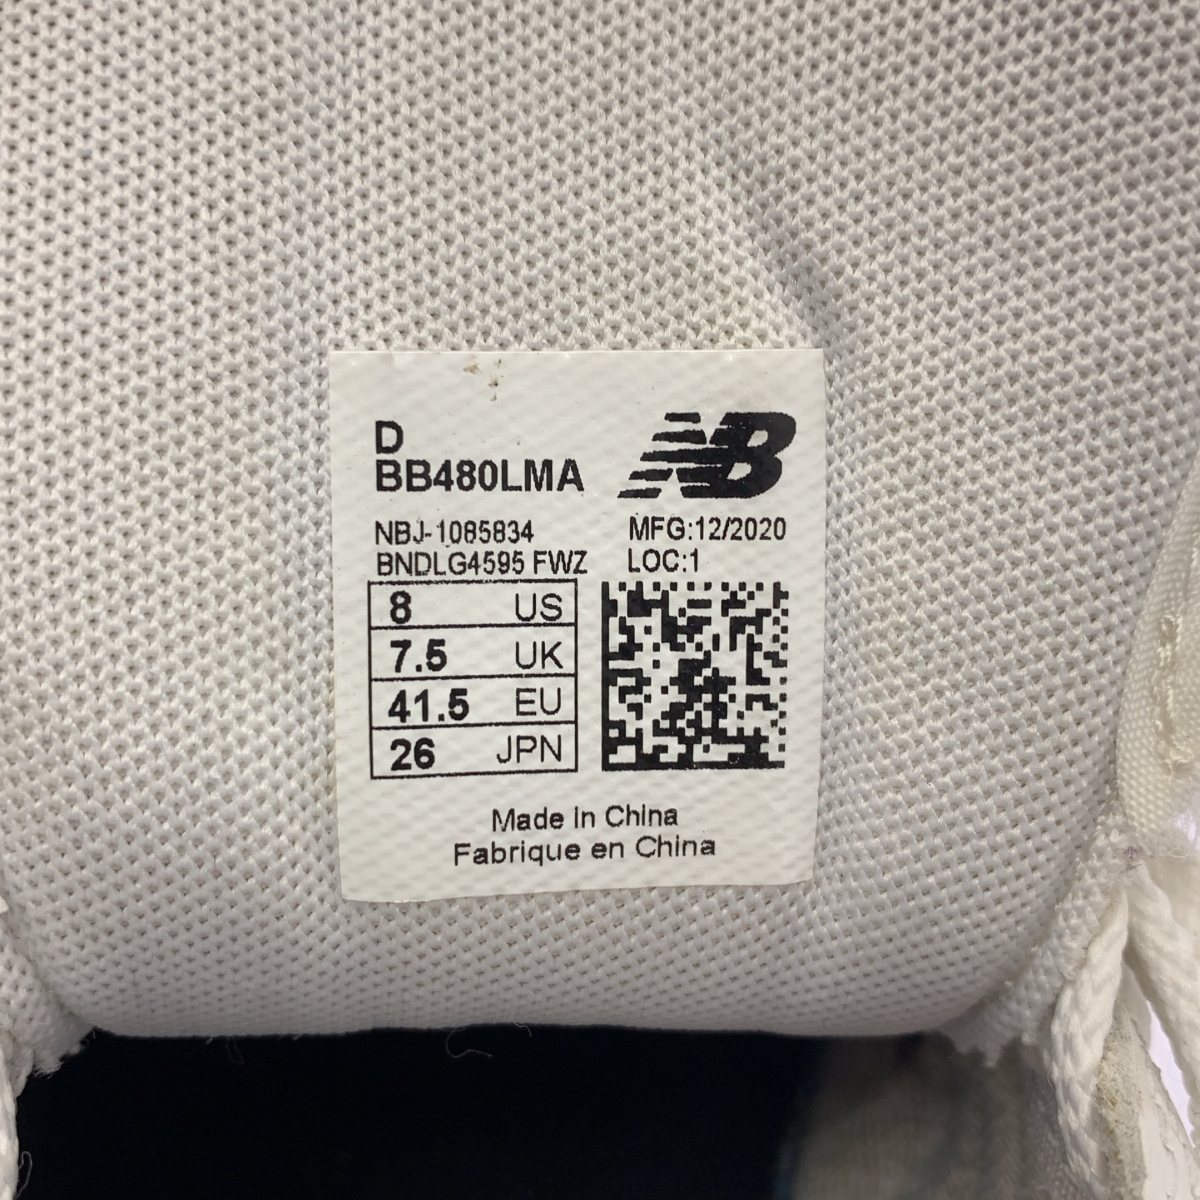 D
BB480LMA
NB
NBJ-1085834
MFG:12/2020
BNDLG4595 FWZ
LOC:1
8 US
7.5 UK
41.5 EU
26 JPN
Made in China
Fabrique en China